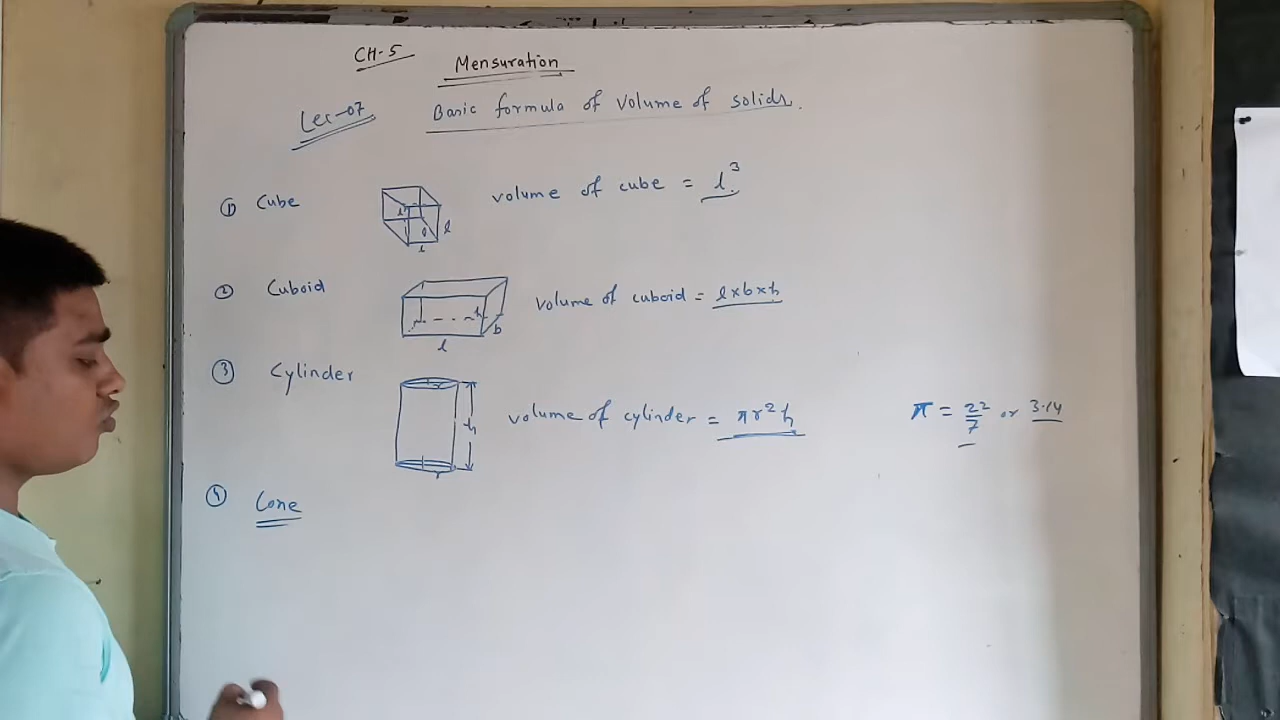 CH-5
Mensuration
Lec-07
Basic formula of Volume of solids.
① Cube
l
l
l
volume of cube = l³
② Cuboid
h
b
l
volume of cuboid = l×b×h
③ Cylinder
h
r
volume of cylinder = πr²h
π = 22/7 or 3.14
④ Cone